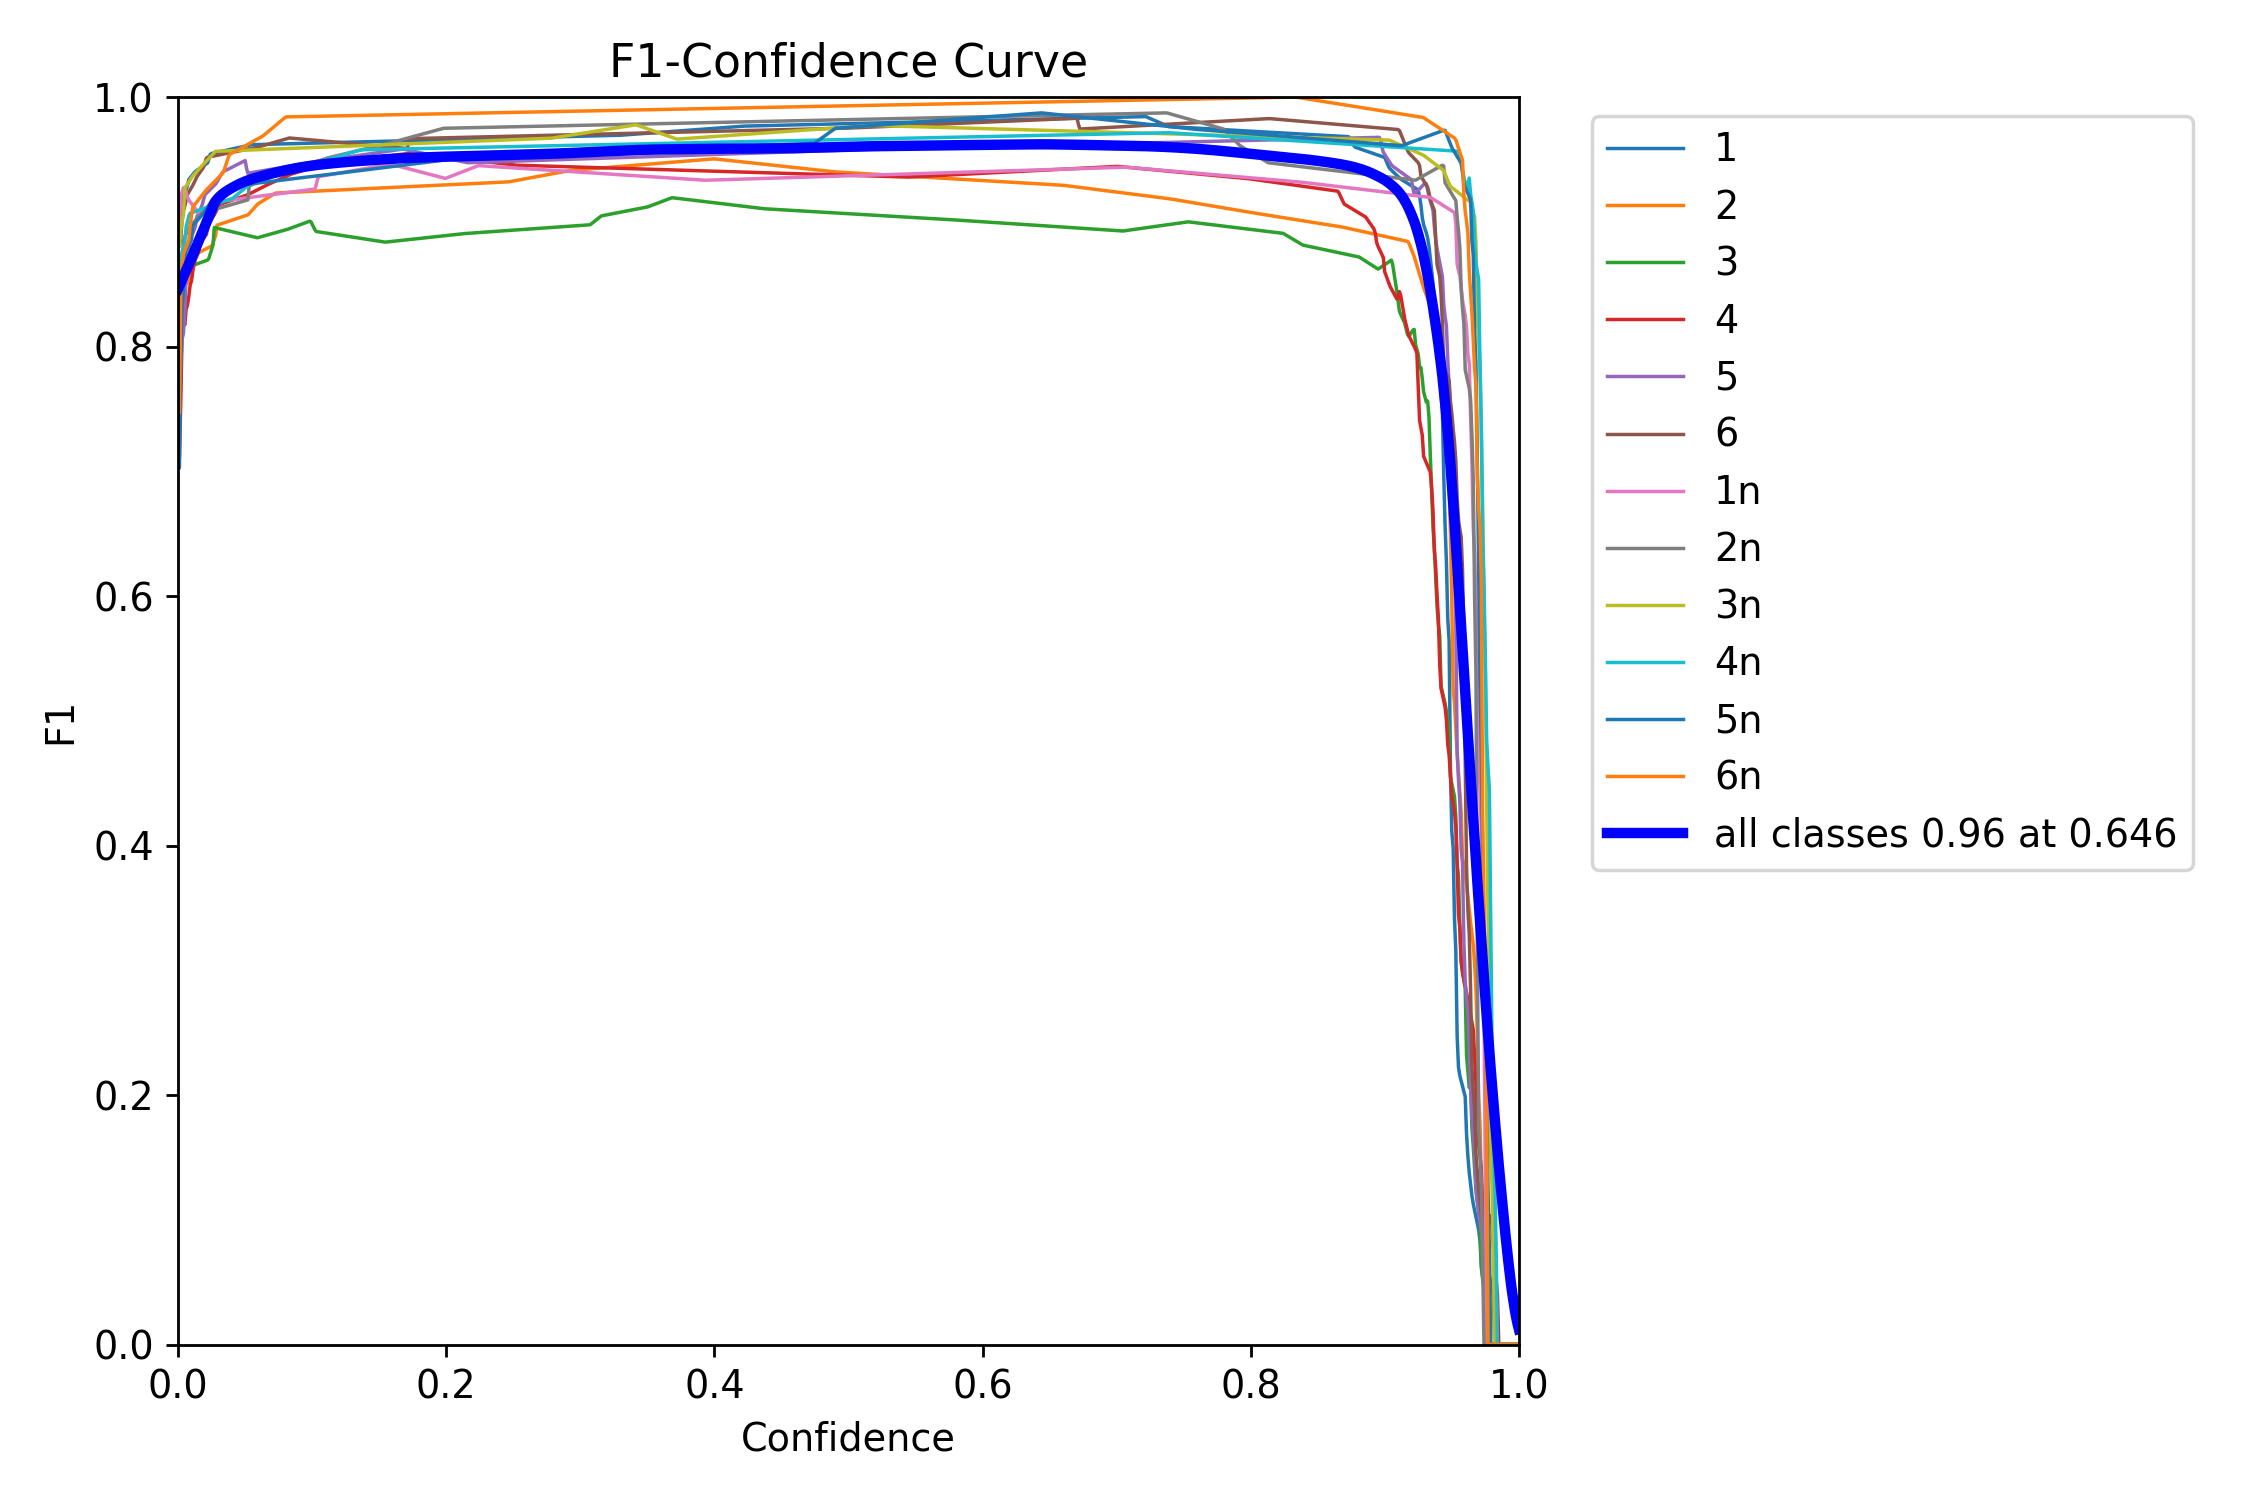 F1-Confidence Curve
1.0
0.8
0.6
0.4
0.2
0.0
F1
0.0 0.2 0.4 0.6 0.8 1.0
Confidence
1
2
3
4
5
6
1n
2n
3n
4n
5n
6n
all classes 0.96 at 0.646